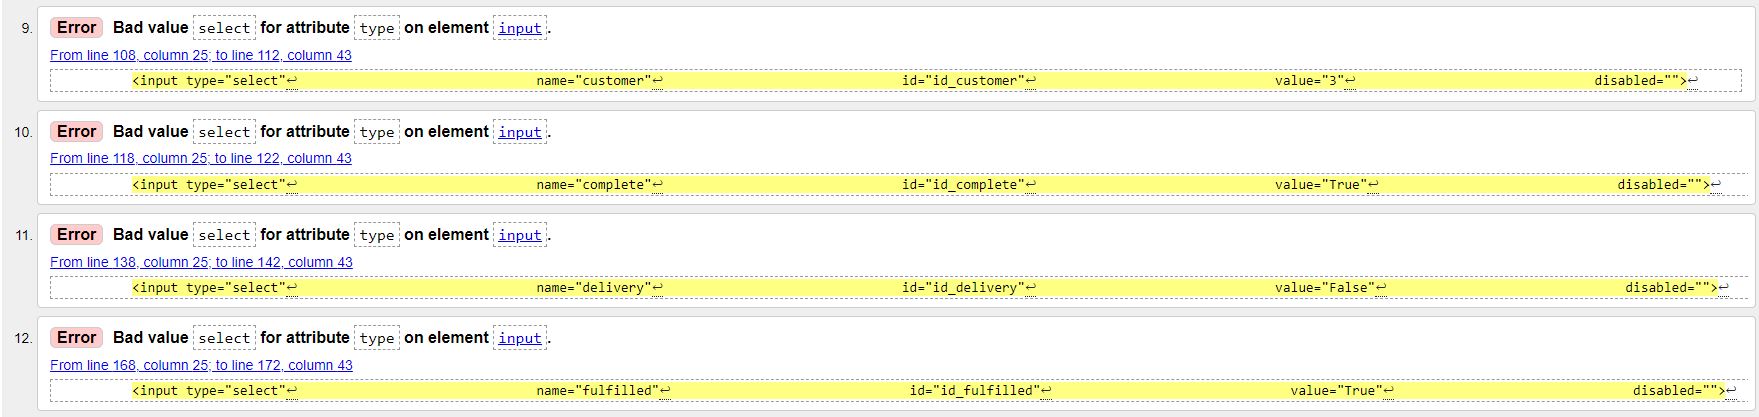 9. Error Bad value select for attribute type on element input.
From line 108, column 25; to line 112, column 43
<input type="select"↩ name="customer"↩ id="id_customer"↩ value="3"↩ disabled="">↩
10. Error Bad value select for attribute type on element input.
From line 118, column 25; to line 122, column 43
<input type="select"↩ name="complete"↩ id="id_complete"↩ value="True"↩ disabled="">↩
11. Error Bad value select for attribute type on element input.
From line 138, column 25; to line 142, column 43
<input type="select"↩ name="delivery"↩ id="id_delivery"↩ value="False"↩ disabled="">↩
12. Error Bad value select for attribute type on element input.
From line 168, column 25; to line 172, column 43
<input type="select"↩ name="fulfilled"↩ id="id_fulfilled"↩ value="True"↩ disabled="">↩